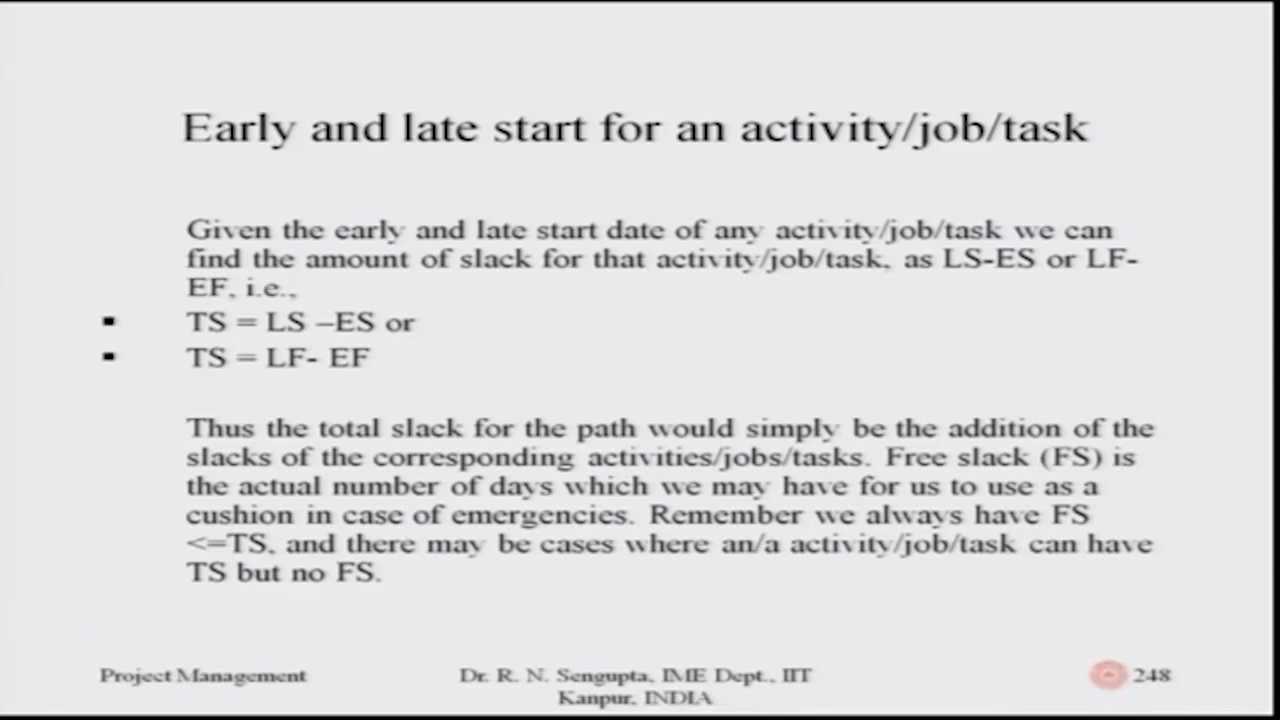 Early and late start for an activity/job/task
Given the early and late start date of any activity/job/task we can
find the amount of slack for that activity/job/task, as LS-ES or LF-
EF, i.e.,
▪ TS = LS –ES or
▪ TS = LF- EF
Thus the total slack for the path would simply be the addition of the
slacks of the corresponding activities/jobs/tasks. Free slack (FS) is
the actual number of days which we may have for us to use as a
cushion in case of emergencies. Remember we always have FS
<=TS, and there may be cases where an/a activity/job/task can have
TS but no FS.
Project Management
Dr. R. N. Sengupta, IME Dept., IIT
Kanpur, INDIA
248